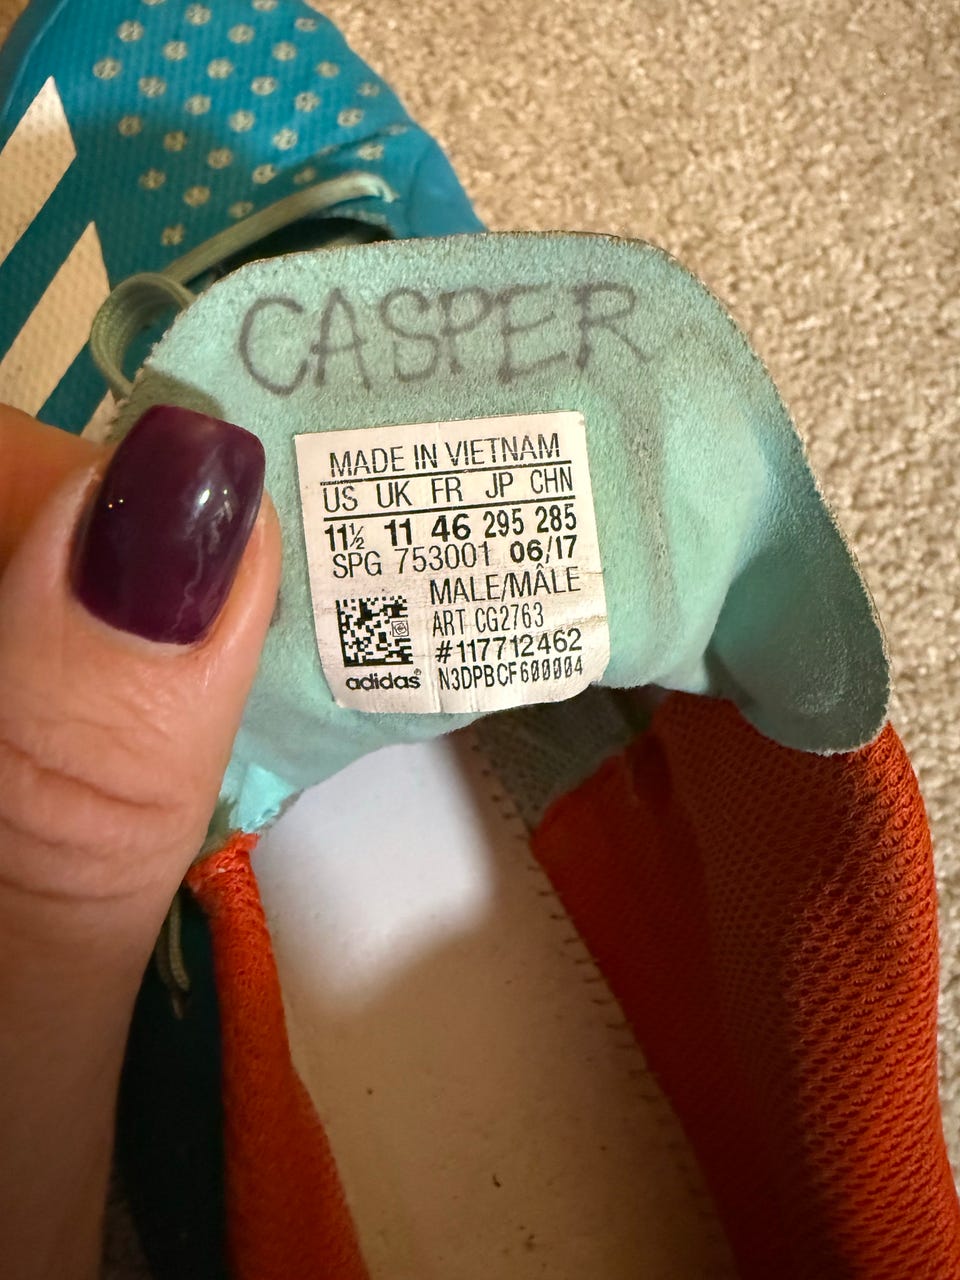 CASPER
MADE IN VIETNAM
US UK FR JP CHN
11½ 11 46 295 285
SPG 753001 06/17
MALE/MÂLE
ART CG2763
#117712462
adidas® N3DPBCF600004